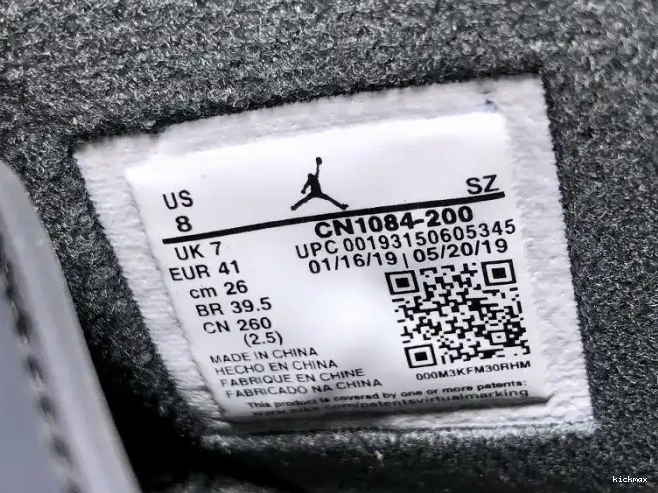 US
SZ
8
CN1084-200
UK 7
UPC 00193150605345
EUR 41
01/16/19 | 05/20/19
cm 26
BR 39.5
CN 260
(2.5)
MADE IN CHINA
HECHO EN CHINA
FABRIQUE EN CHINE
FABRICADO NA CHINA
000M3KFM30RHM
This product is covered by one or more patents:
.com/patentsvirtualmarking
kickmax